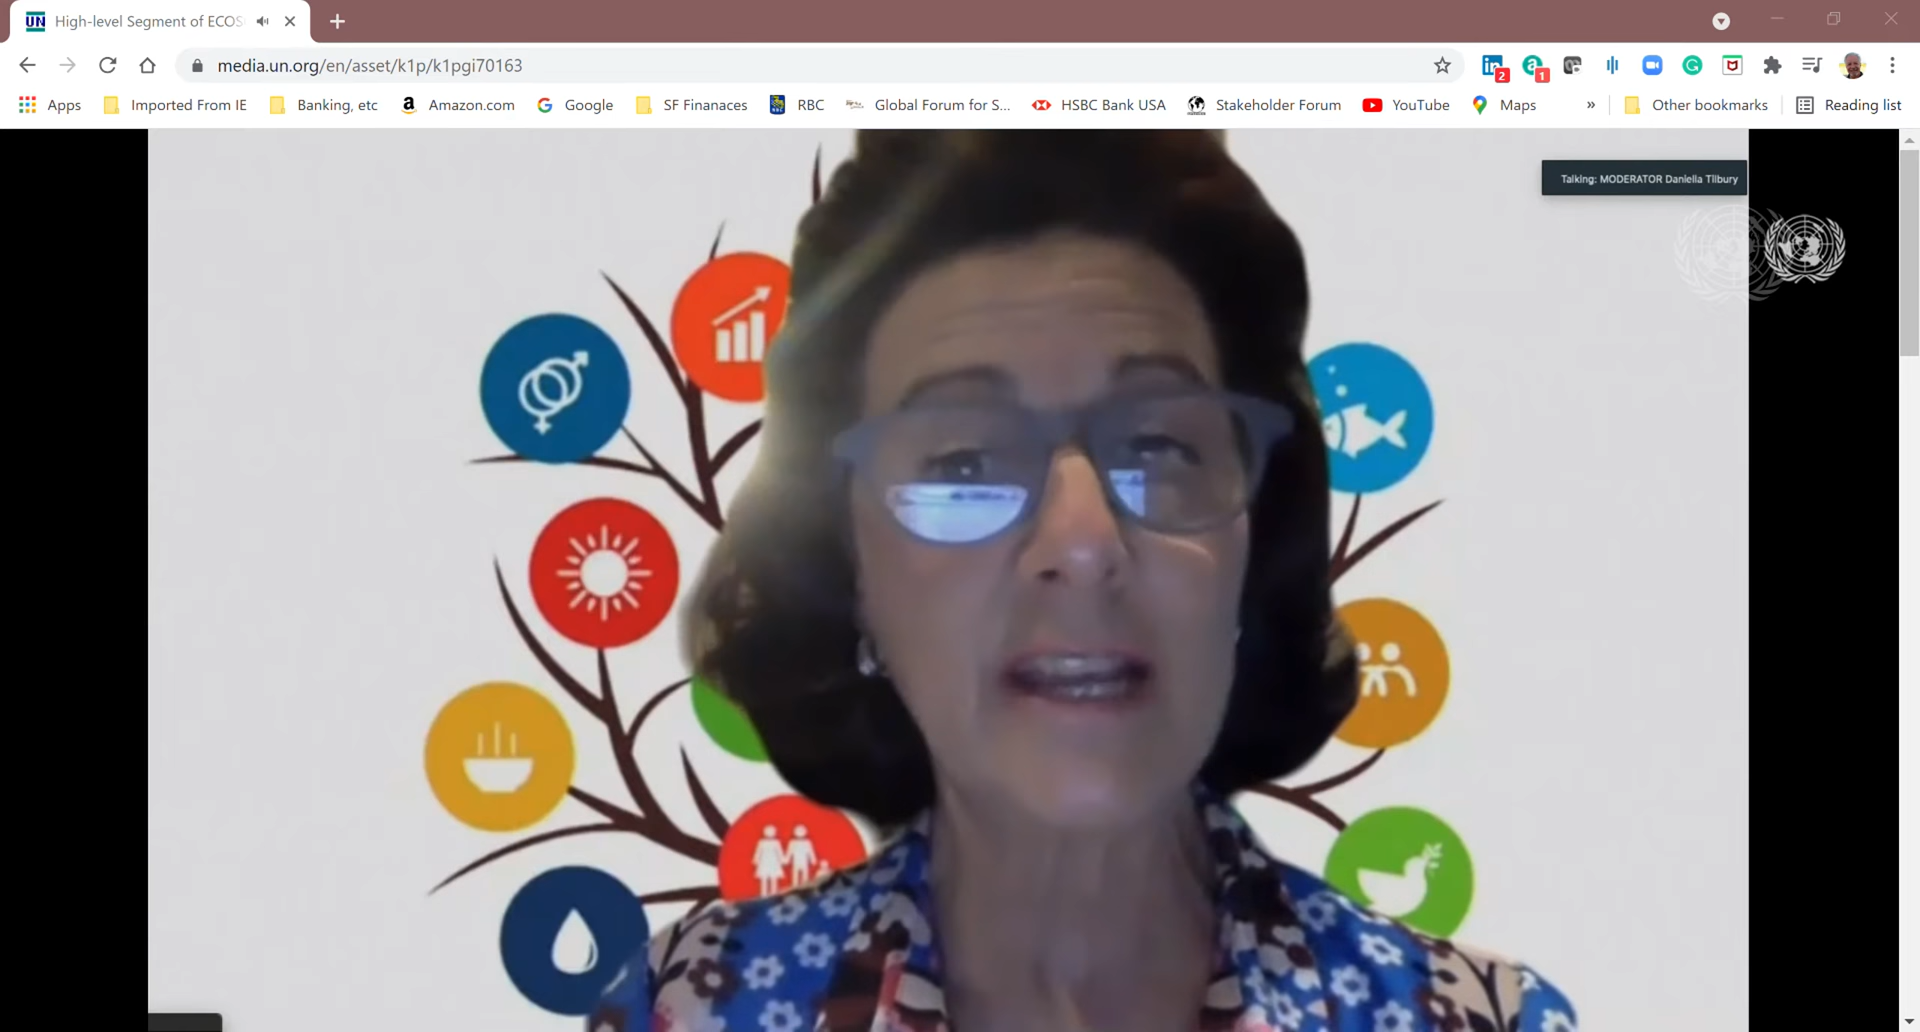 UN High-level Segment of ECOS
media.un.org/en/asset/k1p/k1pgi70163
2
1
Apps Imported From IE Banking, etc Amazon.com Google SF Finanaces RBC Global Forum for S... HSBC Bank USA Stakeholder Forum YouTube Maps » Other bookmarks Reading list
Talking: MODERATOR Daniella Tilbury